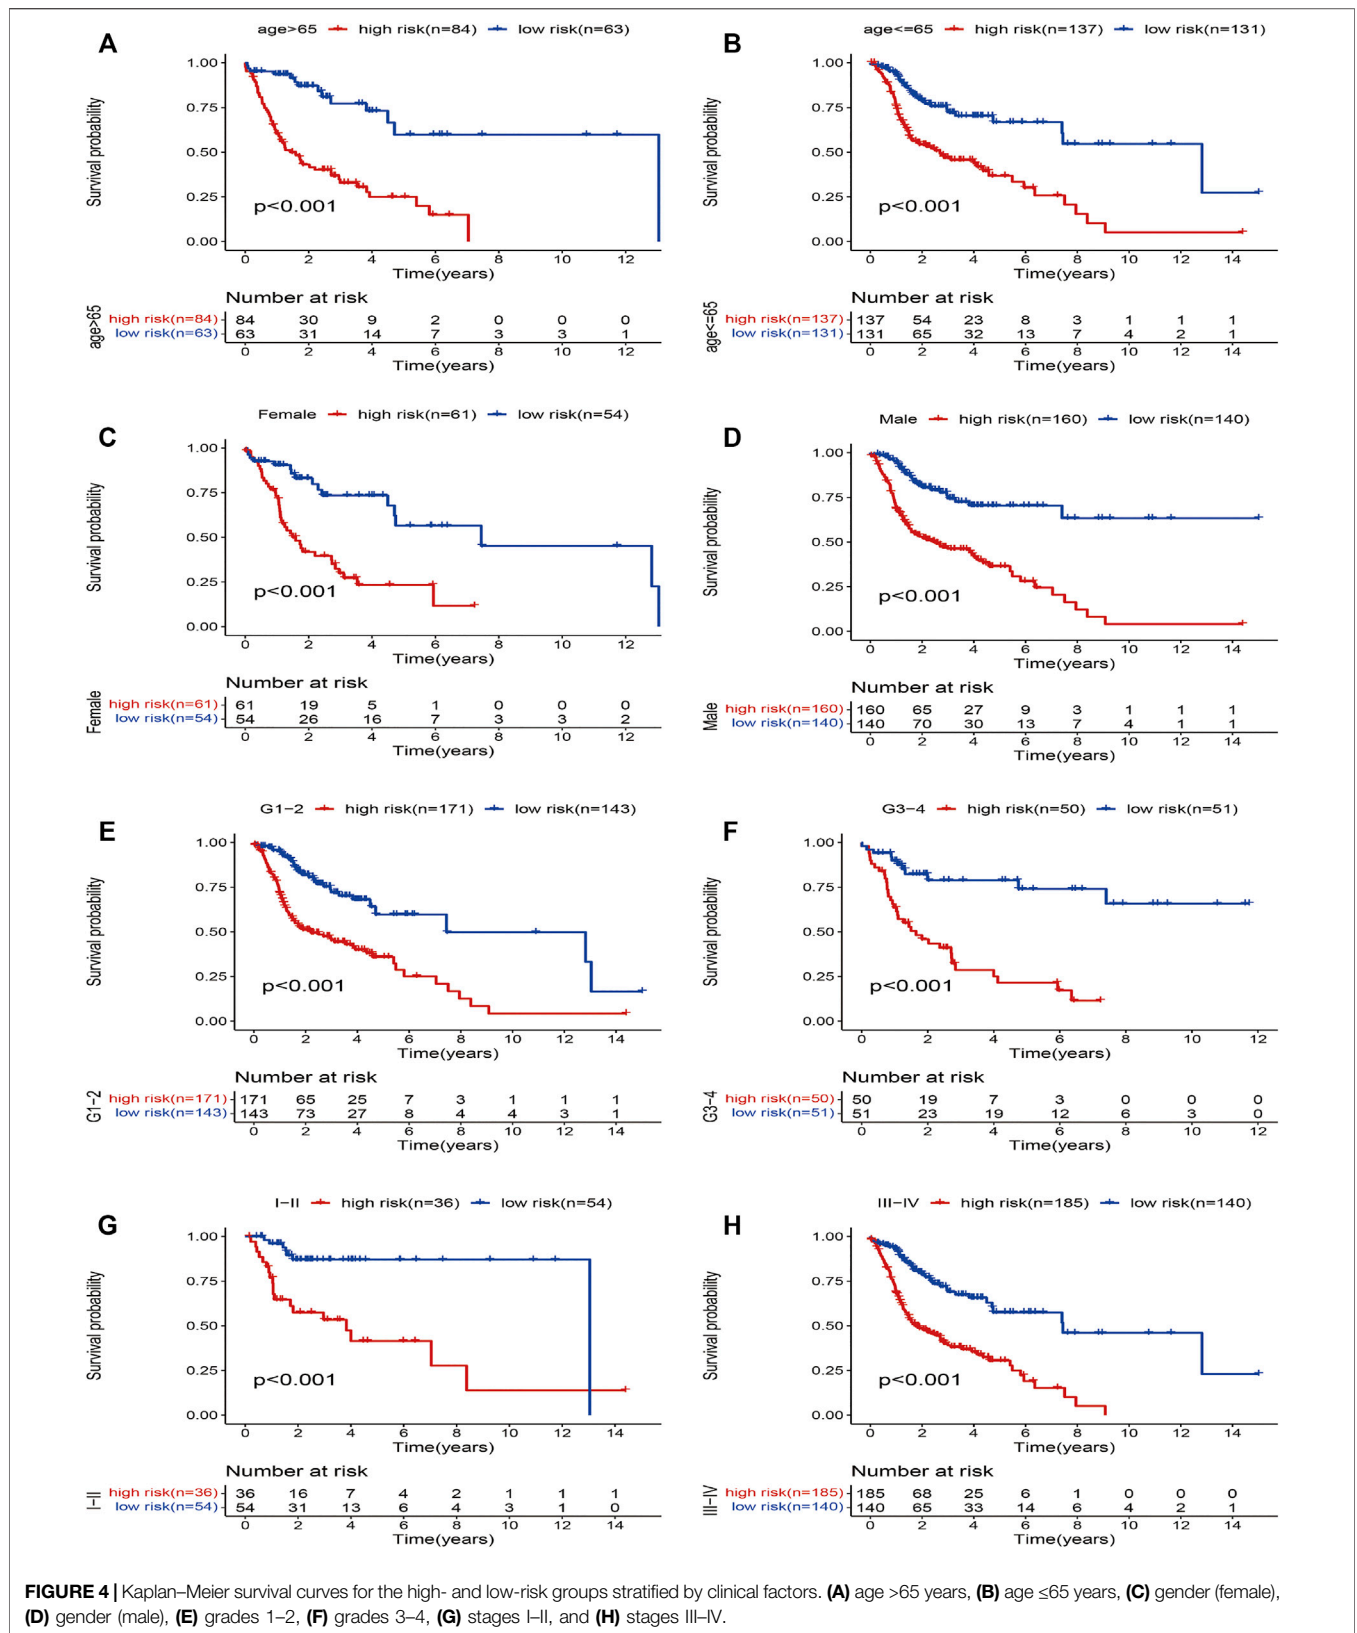 A
age>65 high risk(n=84) low risk(n=63)
Survival probability
1.00
0.75
0.50
0.25
0.00
p<0.001
0 2 4 6 8 10 12
Time(years)
Number at risk
age>65
high risk(n=84) 84 30 9 2 0 0 0
low risk(n=63) 63 31 14 7 3 3 1
0 2 4 6 8 10 12
Time(years)
B
age<=65 high risk(n=137) low risk(n=131)
Survival probability
1.00
0.75
0.50
0.25
0.00
p<0.001
0 2 4 6 8 10 12 14
Time(years)
Number at risk
age<=65
high risk(n=137) 137 54 23 8 3 1 1 1
low risk(n=131) 131 65 32 13 7 4 2 1
0 2 4 6 8 10 12 14
Time(years)
C
Female high risk(n=61) low risk(n=54)
Survival probability
1.00
0.75
0.50
0.25
0.00
p<0.001
0 2 4 6 8 10 12
Time(years)
Number at risk
Female
high risk(n=61) 61 19 5 1 0 0 0
low risk(n=54) 54 26 16 7 3 3 2
0 2 4 6 8 10 12
Time(years)
D
Male high risk(n=160) low risk(n=140)
Survival probability
1.00
0.75
0.50
0.25
0.00
p<0.001
0 2 4 6 8 10 12 14
Time(years)
Number at risk
Male
high risk(n=160) 160 65 27 9 3 1 1 1
low risk(n=140) 140 70 30 13 7 4 1 1
0 2 4 6 8 10 12 14
Time(years)
E
G1−2 high risk(n=171) low risk(n=143)
Survival probability
1.00
0.75
0.50
0.25
0.00
p<0.001
0 2 4 6 8 10 12 14
Time(years)
Number at risk
G1−2
high risk(n=171) 171 65 25 7 3 1 1 1
low risk(n=143) 143 73 27 8 4 4 3 1
0 2 4 6 8 10 12 14
Time(years)
F
G3−4 high risk(n=50) low risk(n=51)
Survival probability
1.00
0.75
0.50
0.25
0.00
p<0.001
0 2 4 6 8 10 12
Time(years)
Number at risk
G3−4
high risk(n=50) 50 19 7 3 0 0 0
low risk(n=51) 51 23 19 12 6 3 0
0 2 4 6 8 10 12
Time(years)
G
I−II high risk(n=36) low risk(n=54)
Survival probability
1.00
0.75
0.50
0.25
0.00
p<0.001
0 2 4 6 8 10 12 14
Time(years)
Number at risk
I−II
high risk(n=36) 36 16 7 4 2 1 1 1
low risk(n=54) 54 31 13 6 4 3 1 0
0 2 4 6 8 10 12 14
Time(years)
H
III−IV high risk(n=185) low risk(n=140)
Survival probability
1.00
0.75
0.50
0.25
0.00
p<0.001
0 2 4 6 8 10 12 14
Time(years)
Number at risk
III−IV
high risk(n=185) 185 68 25 6 1 0 0 0
low risk(n=140) 140 65 33 14 6 4 2 1
0 2 4 6 8 10 12 14
Time(years)
FIGURE 4 | Kaplan–Meier survival curves for the high- and low-risk groups stratified by clinical factors. (A) age >65 years, (B) age ≤65 years, (C) gender (female),
(D) gender (male), (E) grades 1–2, (F) grades 3–4, (G) stages I–II, and (H) stages III–IV.